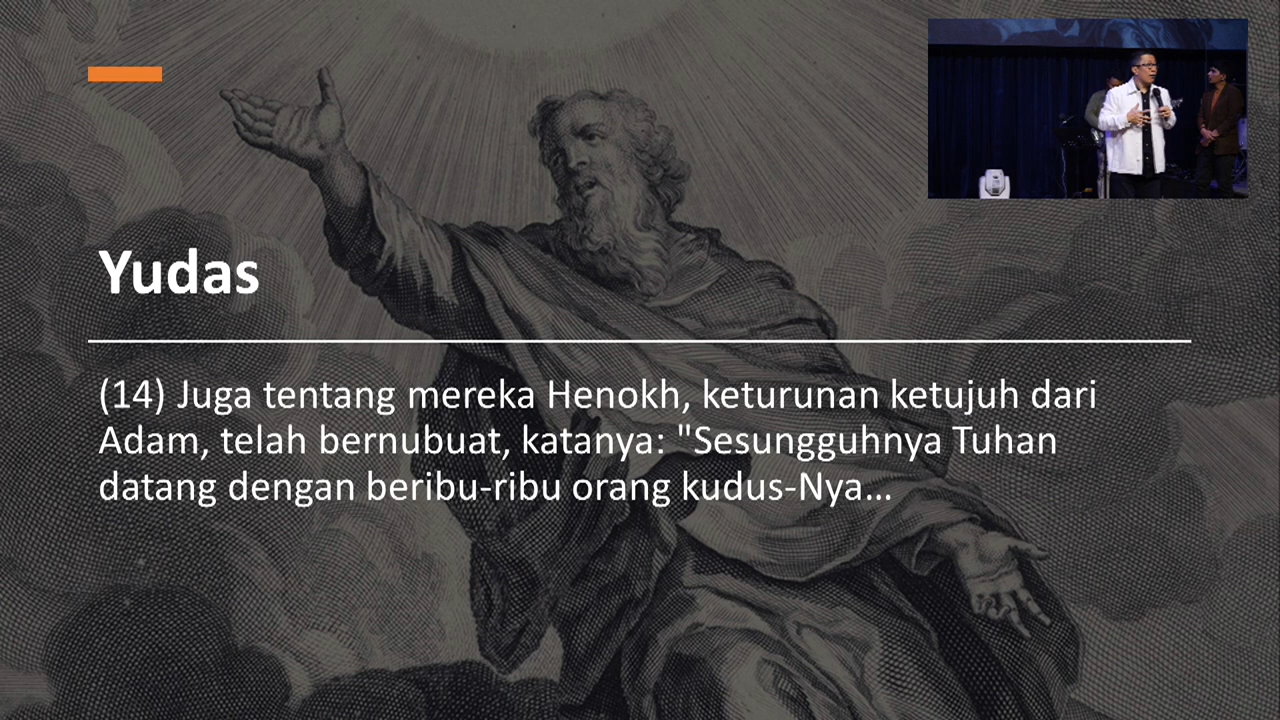 Yudas
(14) Juga tentang mereka Henokh, keturunan ketujuh dari
Adam, telah bernubuat, katanya: "Sesungguhnya Tuhan
datang dengan beribu-ribu orang kudus-Nya...